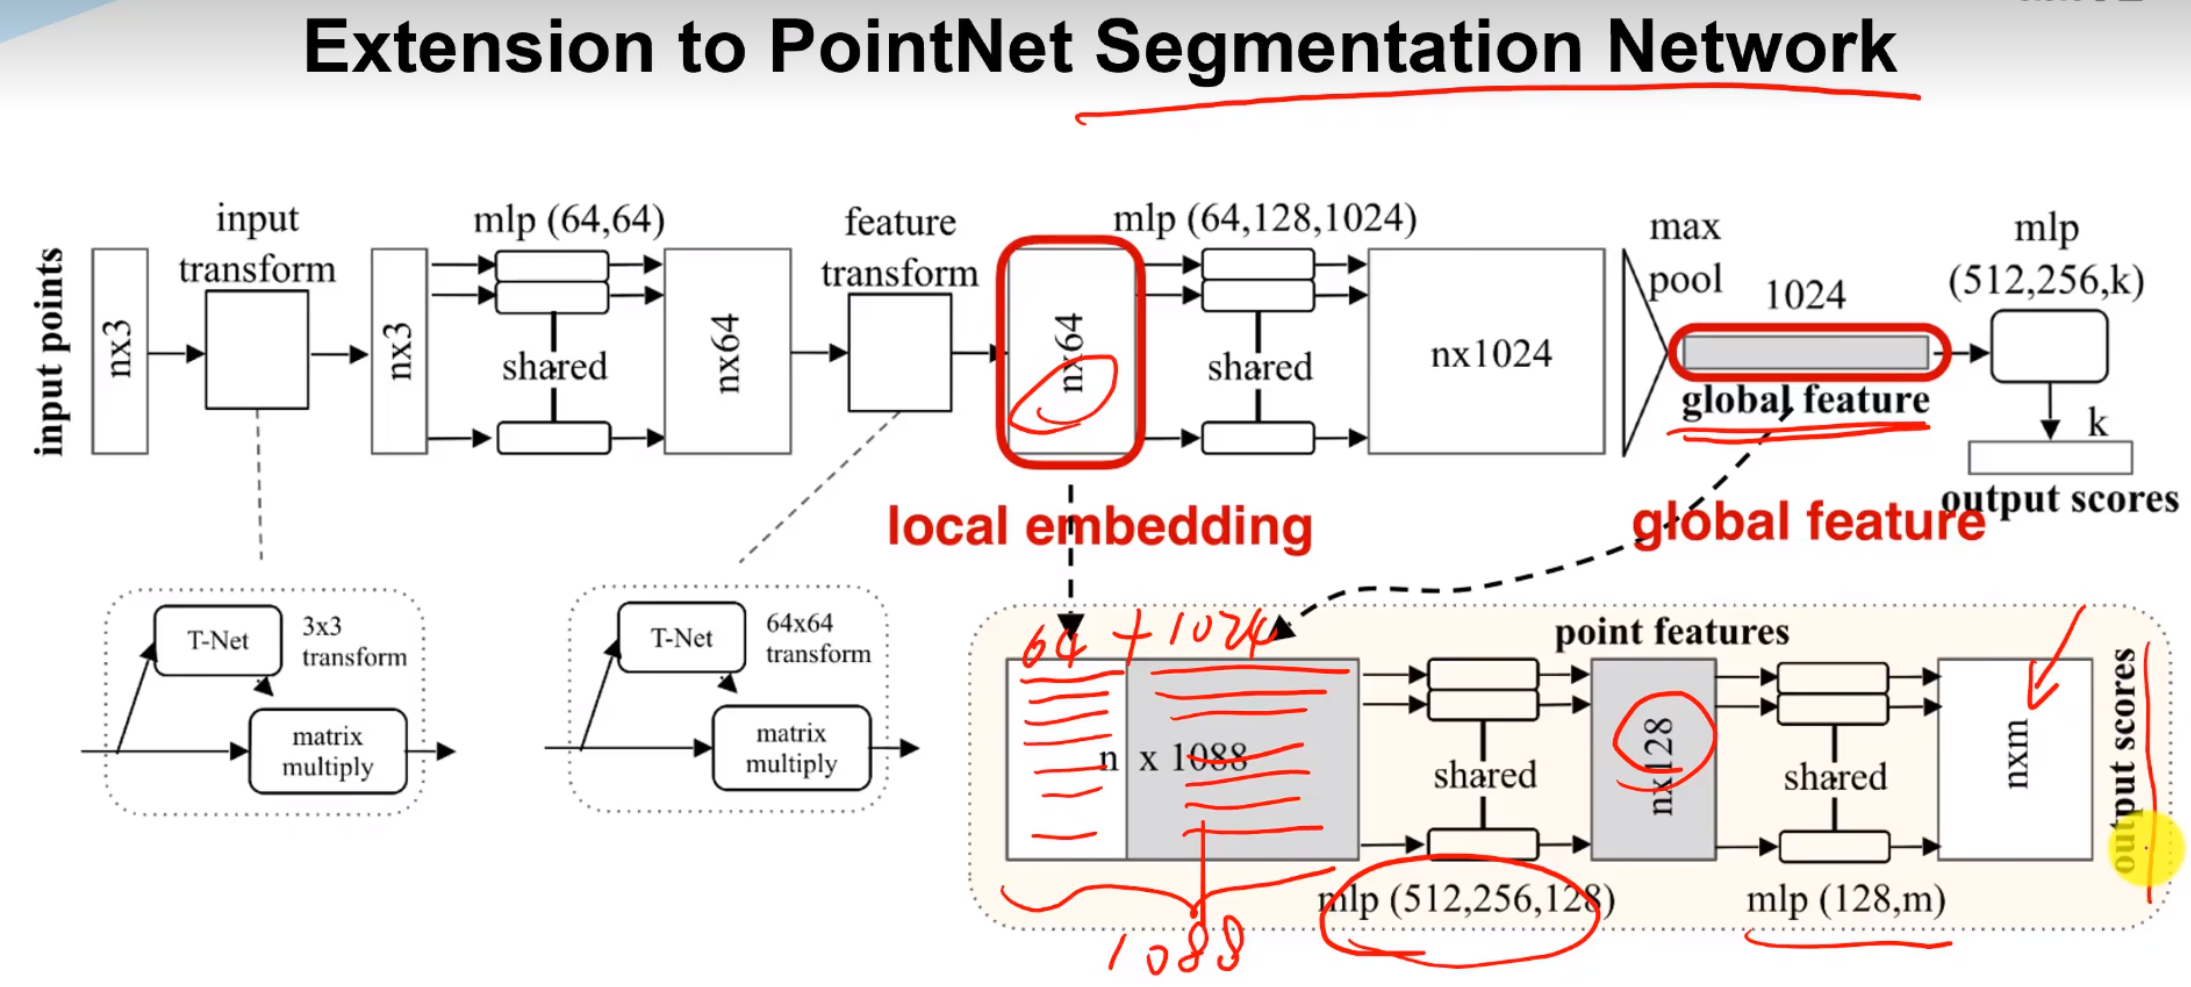 Extension to PointNet Segmentation Network
input points
nx3
input
transform
nx3
mlp (64,64)
shared
nx64
feature
transform
nx64
mlp (64,128,1024)
shared
nx1024
max
pool
1024
global feature
mlp
(512,256,k)
k
output scores
local embedding
global feature
T-Net
3x3
transform
matrix
multiply
T-Net
64x64
transform
matrix
multiply
64 + 1024
n x 1088
1088
shared
mlp (512,256,128)
point features
nx128
shared
mlp (128,m)
nxm
output scores